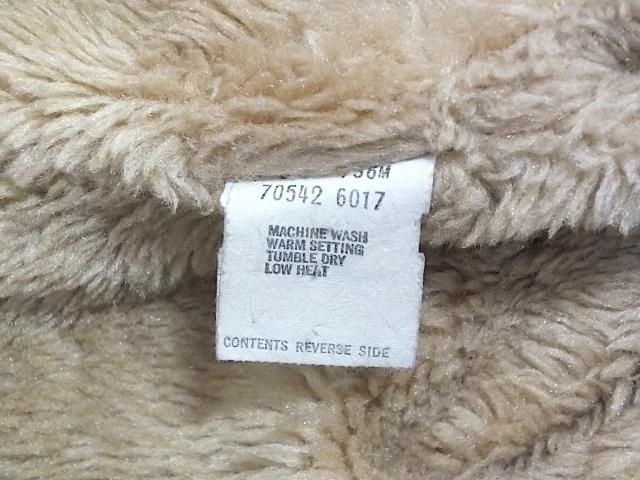 70542 6017
MACHINE WASH
WARM SETTING
TUMBLE DRY
LOW HEAT
CONTENTS REVERSE SIDE